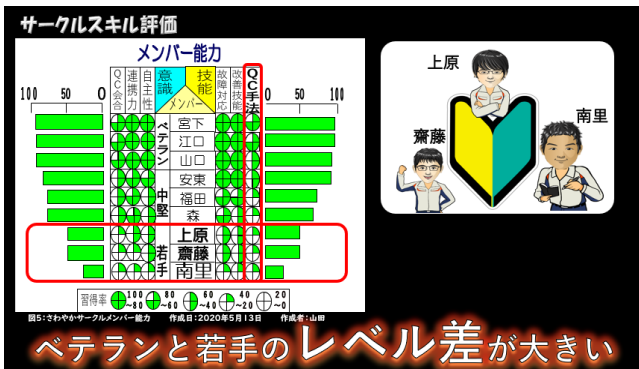 サークルスキル評価
メンバー能力
100 50 0
QC会合
連携力
自主性
意識
技能
メンバー
故障対応
改善技能
QC手法
0 50 100
ベテラン
宮下
江口
山口
中堅
安東
福田
森
若手
上原
齋藤
南里
習得率 100~80 80~60 60~40 40~20 20~0
図5:さわやかサークルメンバー能力 作成日:2020年5月13日 作成者:山田
上原
南里
齋藤
ベテランと若手のレベル差が大きい